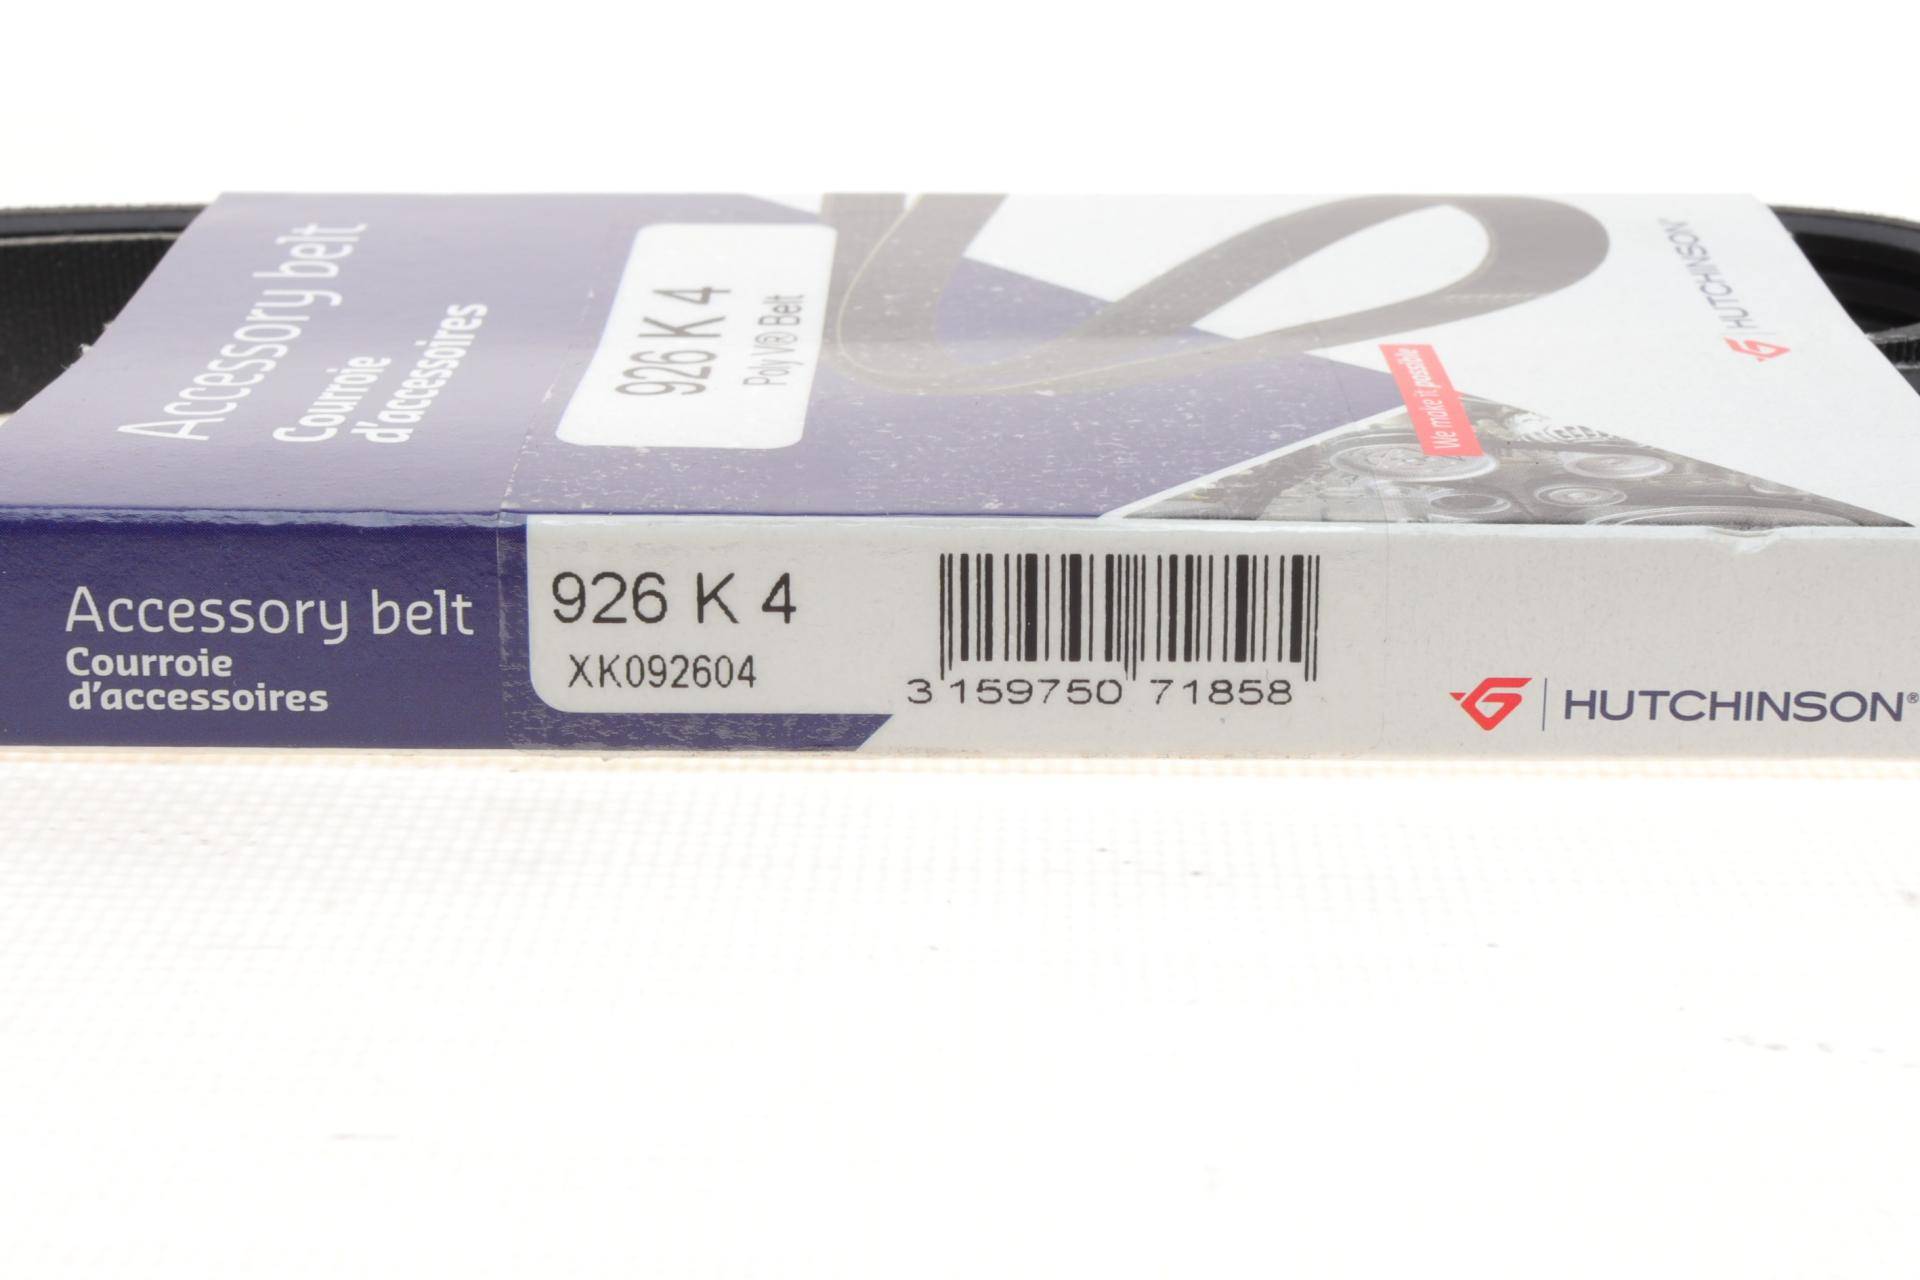 Accessory belt
Courroie
d'accessoires
926 K 4
Poly V® Belt
We make it possible
HUTCHINSON®
Accessory belt
Courroie
d'accessoires
926 K 4
XK092604
3 159750 71858
HUTCHINSON®